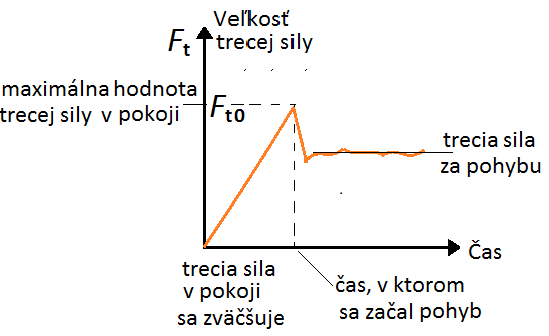 Veľkosť
trecej sily
Ft
maximálna hodnota
trecej sily v pokoji
Ft0
trecia sila
za pohybu
Čas
trecia sila
v pokoji
sa zväčšuje
čas, v ktorom
sa začal pohyb